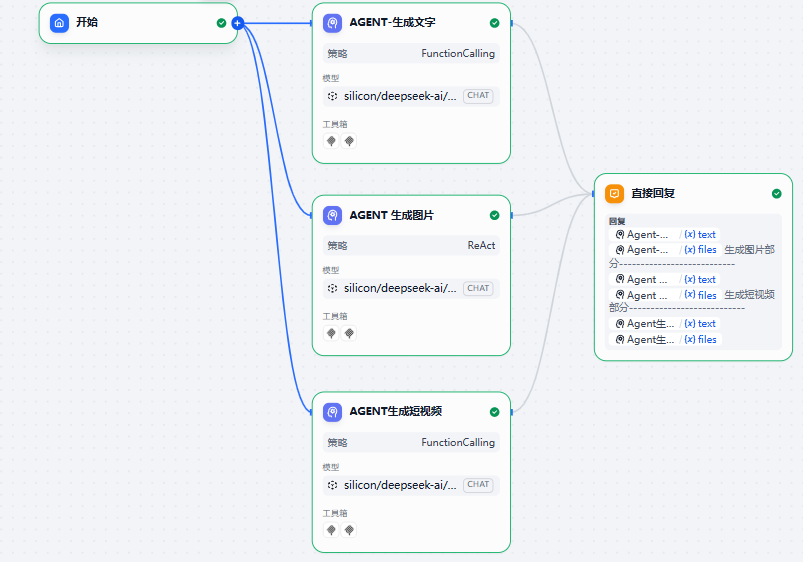 开始
AGENT-生成文字
策略 FunctionCalling
模型
silicon/deepseek-ai/... CHAT
工具箱
AGENT 生成图片
策略 ReAct
模型
silicon/deepseek-ai/... CHAT
工具箱
AGENT生成短视频
策略 FunctionCalling
模型
silicon/deepseek-ai/... CHAT
工具箱
直接回复
回复
Agent-... / (x) text
Agent-... / (x) files 生成图片部
分---------------------------
Agent ... / (x) text
Agent ... / (x) files 生成短视频
部分---------------------------
Agent生... / (x) text
Agent生... / (x) files